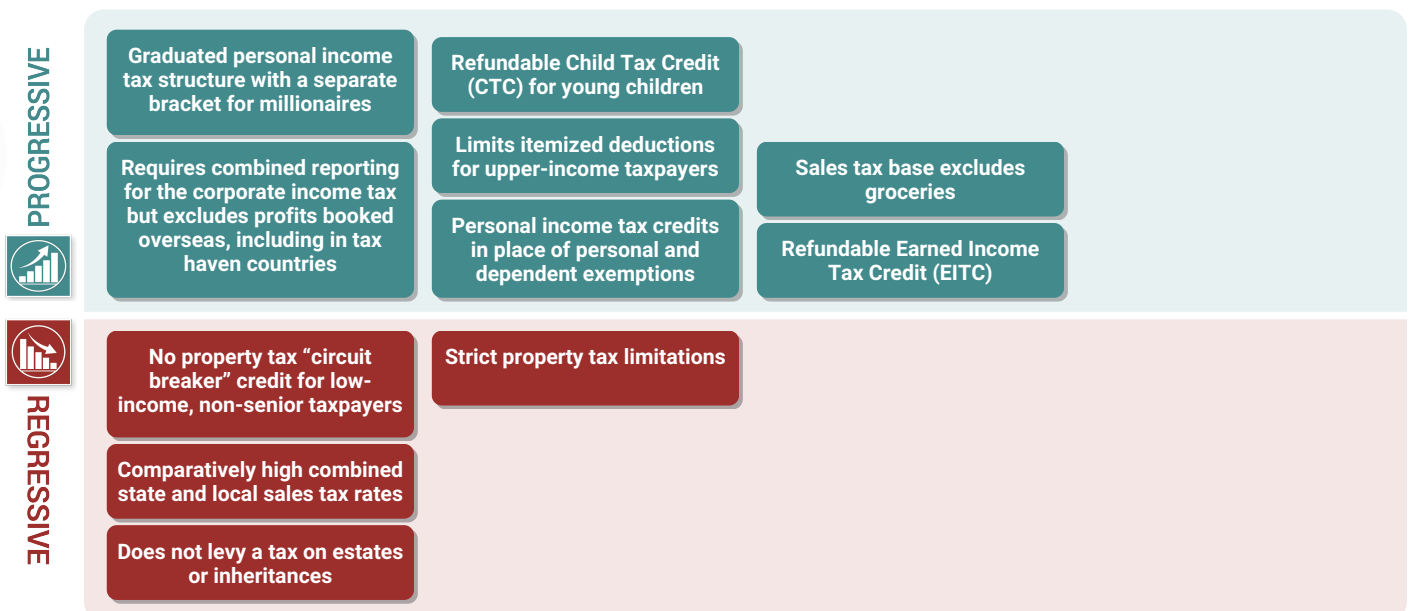 PROGRESSIVE
Graduated personal income
tax structure with a separate
bracket for millionaires
Requires combined reporting
for the corporate income tax
but excludes profits booked
overseas, including in tax
haven countries
Refundable Child Tax Credit
(CTC) for young children
Limits itemized deductions
for upper-income taxpayers
Personal income tax credits
in place of personal and
dependent exemptions
Sales tax base excludes
groceries
Refundable Earned Income
Tax Credit (EITC)
REGRESSIVE
No property tax “circuit
breaker” credit for low-
income, non-senior taxpayers
Comparatively high combined
state and local sales tax rates
Does not levy a tax on estates
or inheritances
Strict property tax limitations